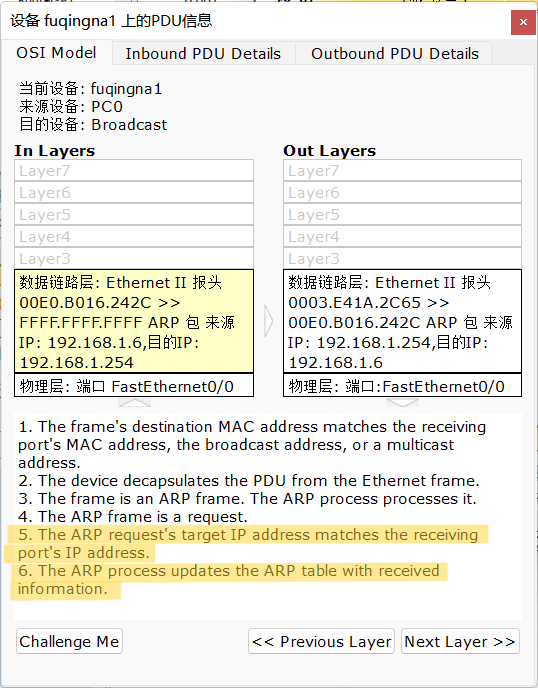 设备 fuqingna1 上的PDU信息
OSI Model
Inbound PDU Details
Outbound PDU Details
当前设备: fuqingna1
来源设备: PC0
目的设备: Broadcast
In Layers
Layer7
Layer6
Layer5
Layer4
Layer3
数据链路层: Ethernet II 报头
00E0.B016.242C >>
FFFF.FFFF.FFFF ARP 包 来源
IP: 192.168.1.6,目的IP:
192.168.1.254
物理层: 端口 FastEthernet0/0
Out Layers
Layer7
Layer6
Layer5
Layer4
Layer3
数据链路层: Ethernet II 报头
0003.E41A.2C65 >>
00E0.B016.242C ARP 包 来源
IP: 192.168.1.254,目的IP:
192.168.1.6
物理层: 端口:FastEthernet0/0
1. The frame's destination MAC address matches the receiving
port's MAC address, the broadcast address, or a multicast
address.
2. The device decapsulates the PDU from the Ethernet frame.
3. The frame is an ARP frame. The ARP process processes it.
4. The ARP frame is a request.
5. The ARP request's target IP address matches the receiving
port's IP address.
6. The ARP process updates the ARP table with received
information.
Challenge Me
<< Previous Layer
Next Layer >>